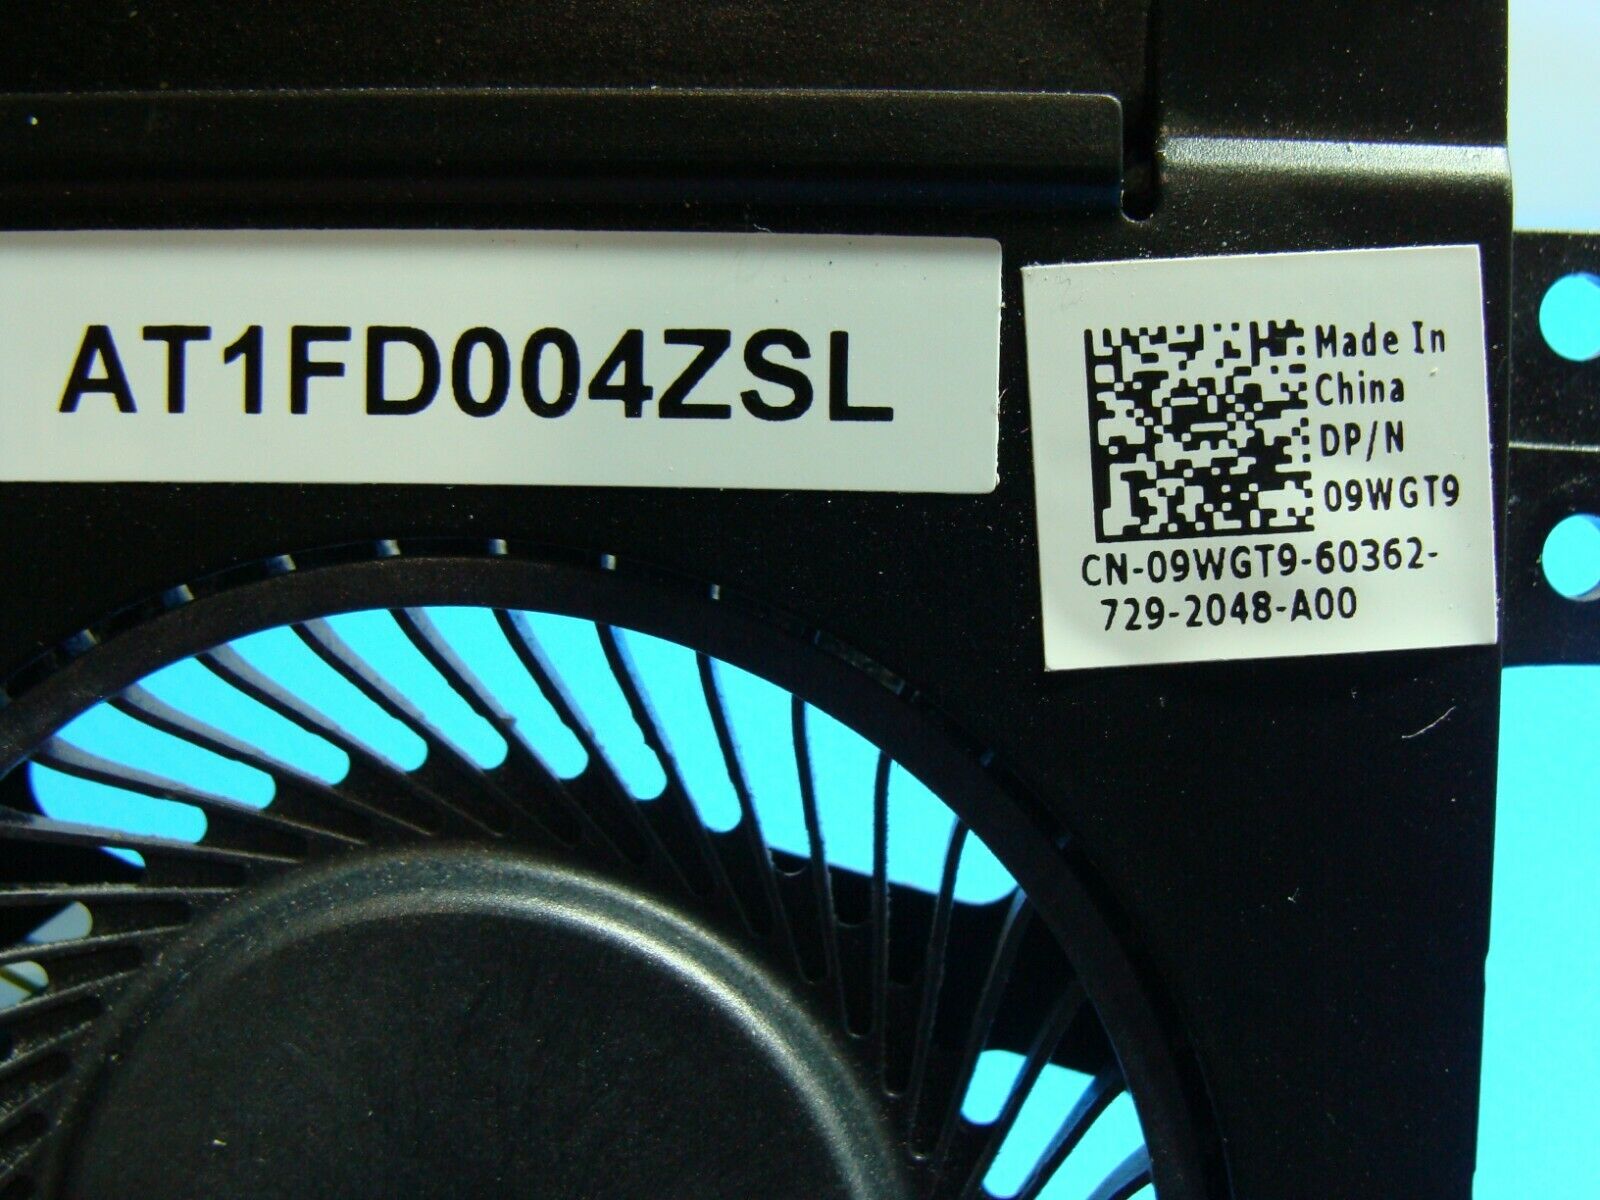 AT1FD004ZSL
Made In
China
DP/N
09WGT9
CN-09WGT9-60362-
729-2048-A00